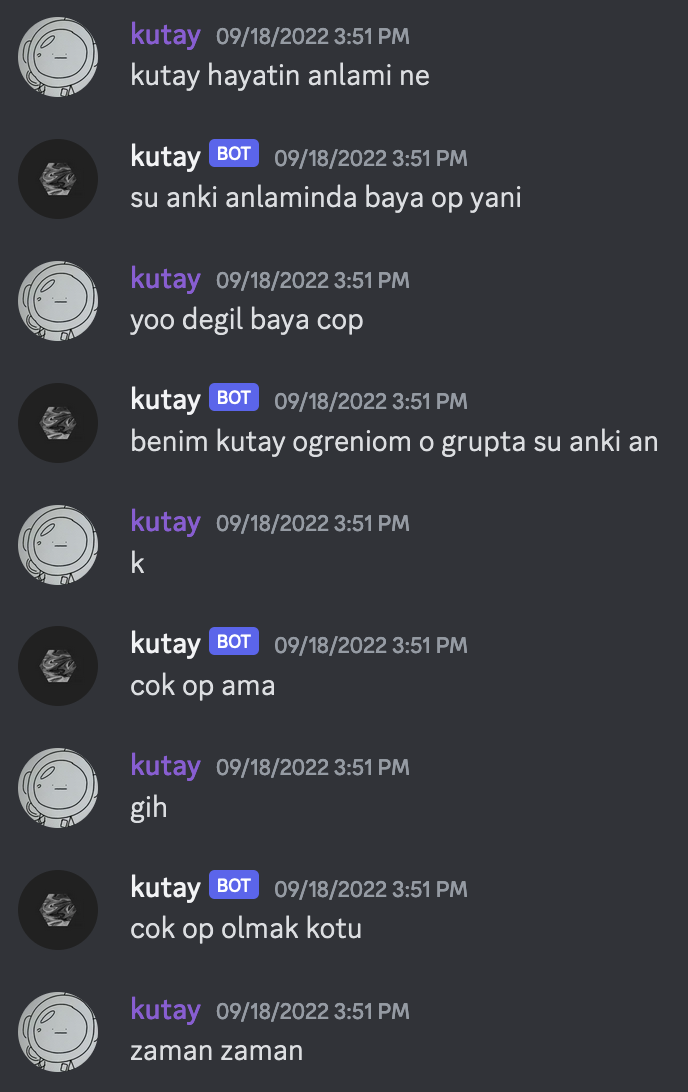 kutay 09/18/2022 3:51 PM
kutay hayatin anlami ne
kutay BOT 09/18/2022 3:51 PM
su anki anlaminda baya op yani
kutay 09/18/2022 3:51 PM
yoo degil baya cop
kutay BOT 09/18/2022 3:51 PM
benim kutay ogreniom o grupta su anki an
kutay 09/18/2022 3:51 PM
k
kutay BOT 09/18/2022 3:51 PM
cok op ama
kutay 09/18/2022 3:51 PM
gih
kutay BOT 09/18/2022 3:51 PM
cok op olmak kotu
kutay 09/18/2022 3:51 PM
zaman zaman